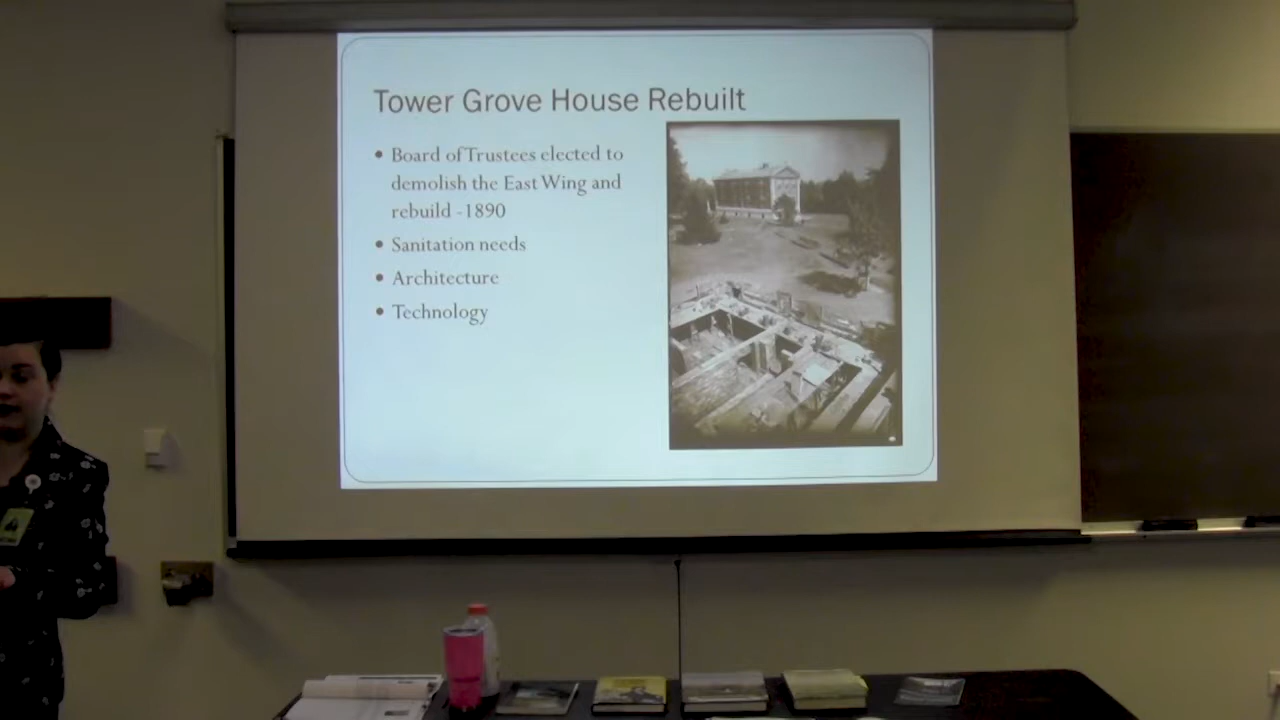 Tower Grove House Rebuilt
• Board of Trustees elected to
demolish the East Wing and
rebuild -1890
• Sanitation needs
• Architecture
• Technology